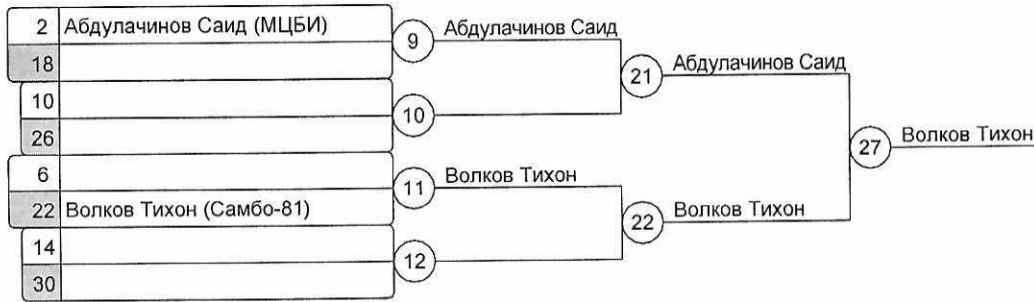 2 Абдулачинов Саид (МЦБИ)
18
9 Абдулачинов Саид
10
26
10
21 Абдулачинов Саид
6
22 Волков Тихон (Самбо-81)
11 Волков Тихон
14
30
12
22 Волков Тихон
27 Волков Тихон